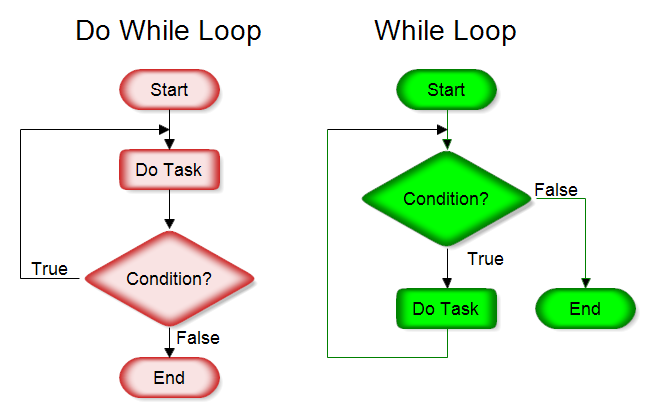 Do While Loop
Start
Do Task
Condition?
True
False
End
While Loop
Start
Condition?
False
True
Do Task
End